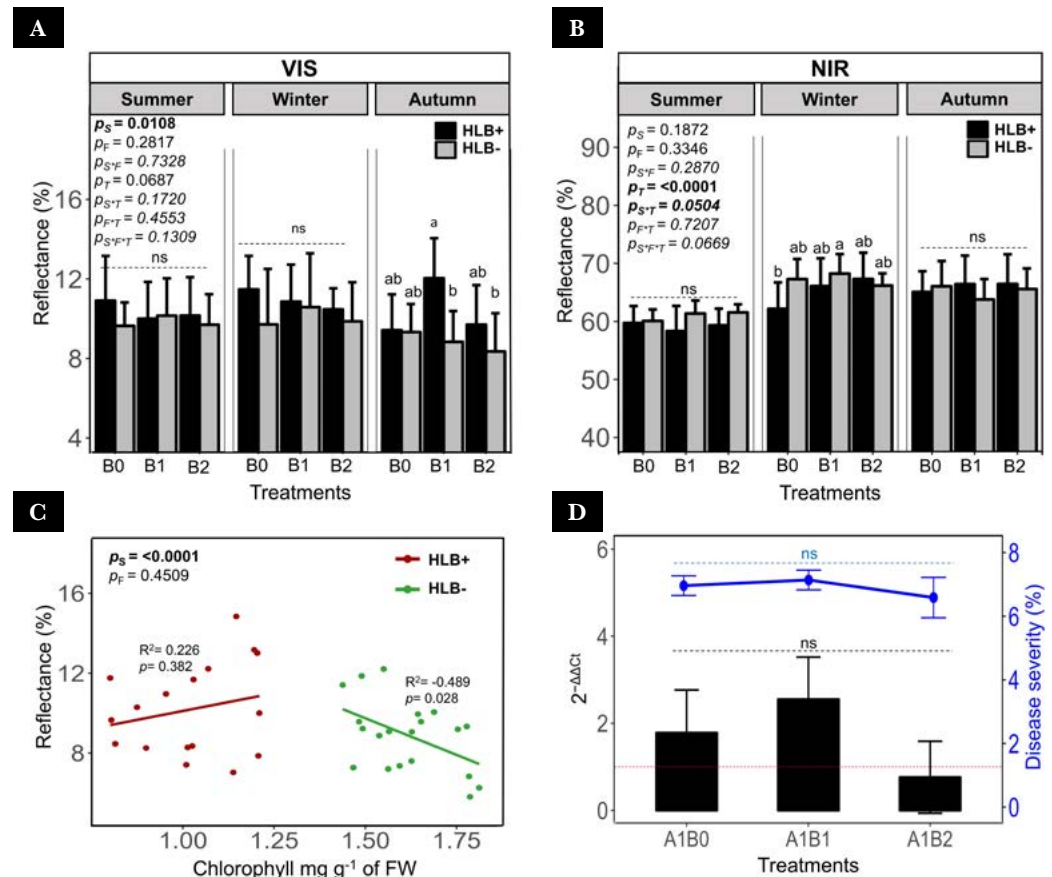 A
VIS
Summer Winter Autumn
pS = 0.0108
pF = 0.2817
pS*F = 0.7328
pT = 0.0687
pS*T = 0.1720
pF*T = 0.4553
pS*F*T = 0.1309
HLB+
HLB-
ns
ns
ab ab a b ab b
Reflectance (%)
16
12
8
4
B0 B1 B2 B0 B1 B2 B0 B1 B2
Treatments
B
NIR
Summer Winter Autumn
pS = 0.1872
pF = 0.3346
pS*F = 0.2870
pT = <0.0001
pS*T = 0.0504
pF*T = 0.7207
pS*F*T = 0.0669
HLB+
HLB-
ns
b ab ab a ab ab
ns
Reflectance (%)
90
80
70
60
50
40
B0 B1 B2 B0 B1 B2 B0 B1 B2
Treatments
C
pS = <0.0001
pF = 0.4509
HLB+
HLB-
R²= 0.226
p= 0.382
R²= -0.489
p= 0.028
Reflectance (%)
16
12
8
1.00 1.25 1.50 1.75
Chlorophyll mg g⁻¹ of FW
D
ns
ns
2^−ΔΔCt
6
4
2
0
Disease severity (%)
8
6
4
2
0
A1B0 A1B1 A1B2
Treatments